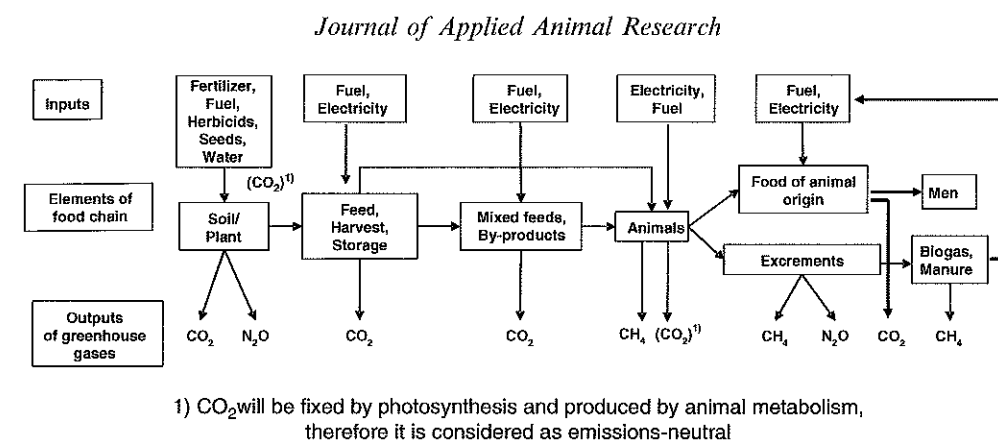 Journal of Applied Animal Research
Inputs
Fertilizer,
Fuel,
Herbicids,
Seeds,
Water
Fuel,
Electricity
Fuel,
Electricity
Electricity,
Fuel
Fuel,
Electricity
Elements of
food chain
(CO₂)¹⁾
Soil/
Plant
Feed,
Harvest,
Storage
Mixed feeds,
By-products
Animals
Food of animal
origin
Men
Excrements
Biogas,
Manure
Outputs
of greenhouse
gases
CO₂
N₂O
CO₂
CO₂
CH₄
(CO₂)¹⁾
CH₄
N₂O
CO₂
CH₄
1) CO₂will be fixed by photosynthesis and produced by animal metabolism,
therefore it is considered as emissions-neutral